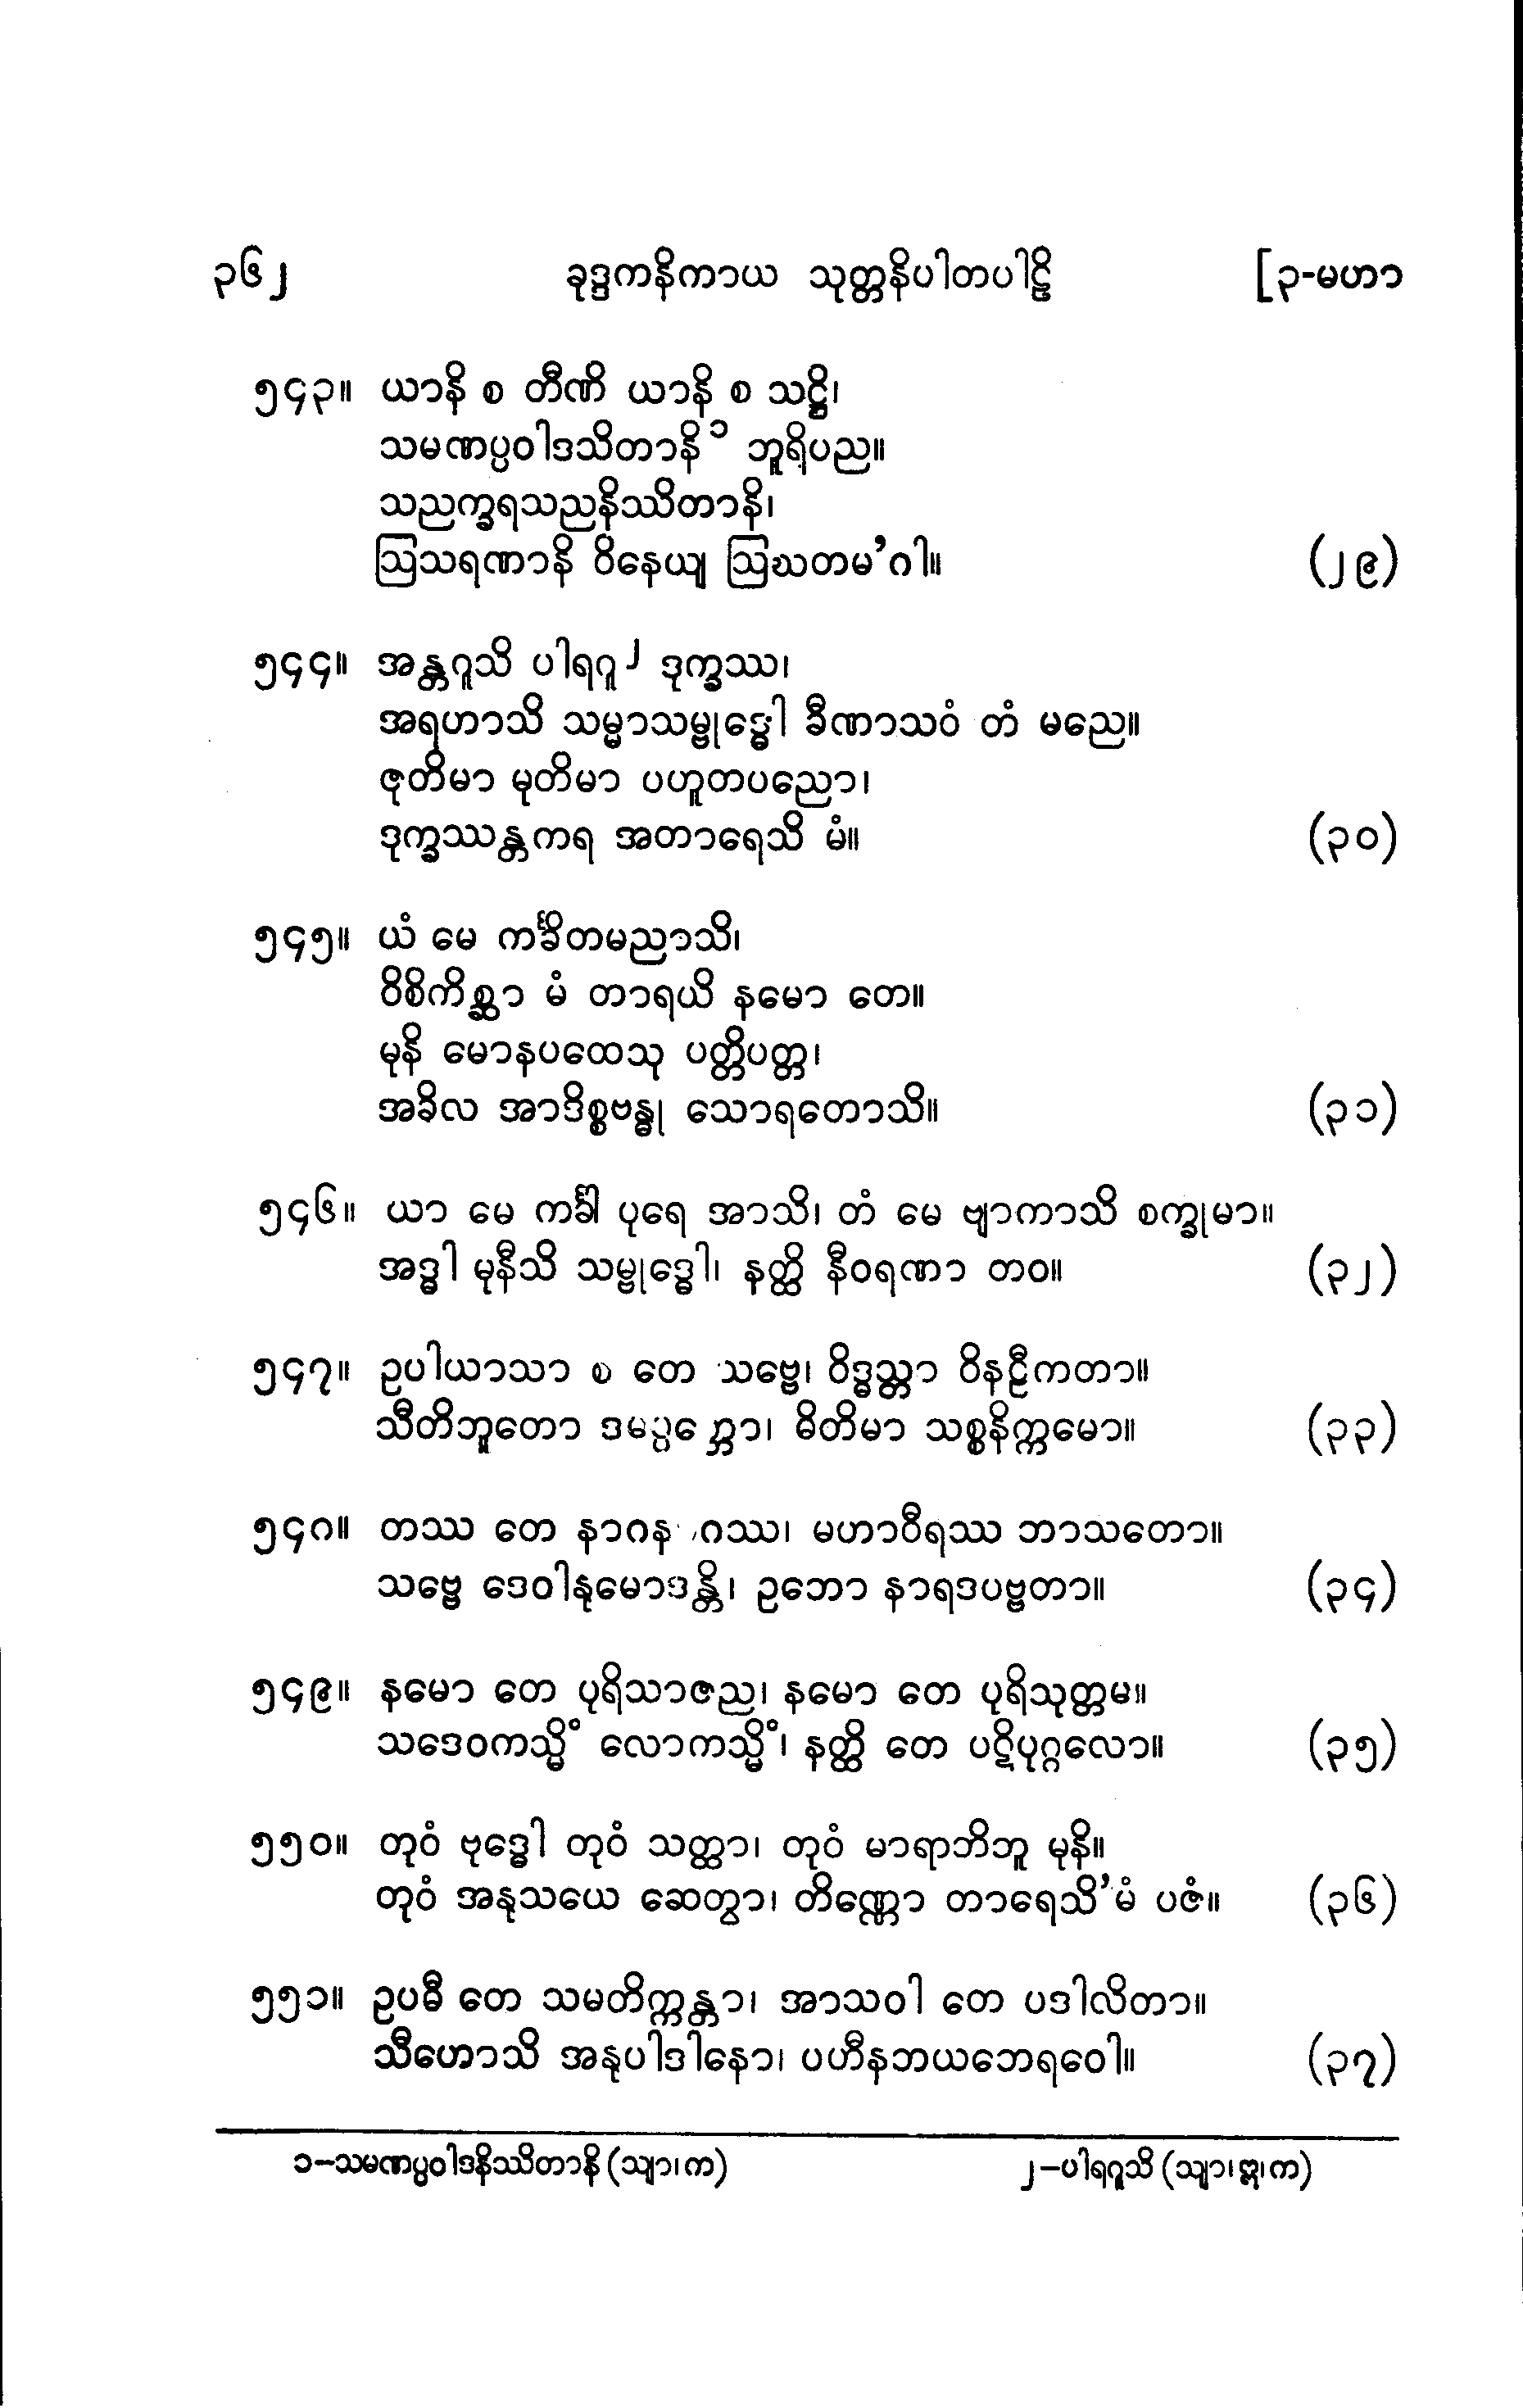 ၃၆၂ ခုဒ္ဒကနိကာယ သုတ္တနိပါတပါဠိ [၃-မဟာ
၅၄၃။ ယာနိ စ တီဏိ ယာနိ စ သဋ္ဌိ၊
သမဏပ္ပဝါဒသိတာနိ ၁ ဘူရိပည။
သညက္ခရသညနိဿိတာနိ၊
ဩသရဏာနိ ဝိနေယျ ဩဃတမ’ဂါ။ (၂၉)
၅၄၄။ အန္တဂူသိ ပါရဂူ ၂ ဒုက္ခဿ၊
အရဟာသိ သမ္မာသမ္ဗုဒ္ဓေါ ခီဏာသဝံ တံ မညေ။
ဇုတိမာ မုတိမာ ပဟူတပညော၊
ဒုက္ခဿန္တကရ အတာရေသိ မံ။ (၃၀)
၅၄၅။ ယံ မေ ကင်္ခိတမညာသိ၊
ဝိစိကိစ္ဆာ မံ တာရယိ နမော တေ။
မုနိ မောနပထေသု ပတ္တိပတ္တ၊
အခိလ အာဒိစ္စဗန္ဓု သောရတောသိ။ (၃၁)
၅၄၆။ ယာ မေ ကင်္ခါ ပုရေ အာသိ၊ တံ မေ ဗျာကာသိ စက္ခုမာ။
အဒ္ဓါ မုနီသိ သမ္ဗုဒ္ဓေါ၊ နတ္ထိ နီဝရဏာ တဝ။ (၃၂)
၅၄၇။ ဥပါယာသာ စ တေ သဗ္ဗေ၊ ဝိဒ္ဓသ္တာ ဝိနဠီကတာ။
သီတိဘူတော ဒမပ္ပတ္တော၊ ဓိတိမာ သစ္စနိက္ကမော။ (၃၃)
၅၄၈။ တဿ တေ နာဂနာဂဿ၊ မဟာဝီရဿ ဘာသတော။
သဗ္ဗေ ဒေဝါနုမောဒန္တိ၊ ဥဘော နာရဒပဗ္ဗတာ။ (၃၄)
၅၄၉။ နမော တေ ပုရိသာဇည၊ နမော တေ ပုရိသုတ္တမ။
သဒေဝကသ္မိံ လောကသ္မိံ၊ နတ္ထိ တေ ပဋိပုဂ္ဂလော။ (၃၅)
၅၅၀။ တုဝံ ဗုဒ္ဓေါ တုဝံ သတ္ထာ၊ တုဝံ မာရာဘိဘူ မုနိ။
တုဝံ အနုသယေ ဆေတွာ၊ တိဏ္ဏော တာရေသိ’မံ ပဇံ။ (၃၆)
၅၅၁။ ဥပဓီ တေ သမတိက္ကန္တာ၊ အာသဝါ တေ ပဒါလိတာ။
သီဟောသိ အနုပါဒါနော၊ ပဟီနဘယဘေရဝေါ။ (၃၇)
၁–သမဏပ္ပဝါဒနိဿိတာနိ (သျာ၊က) ၂–ပါရဂူသိ (သျာ၊ဣ၊က)